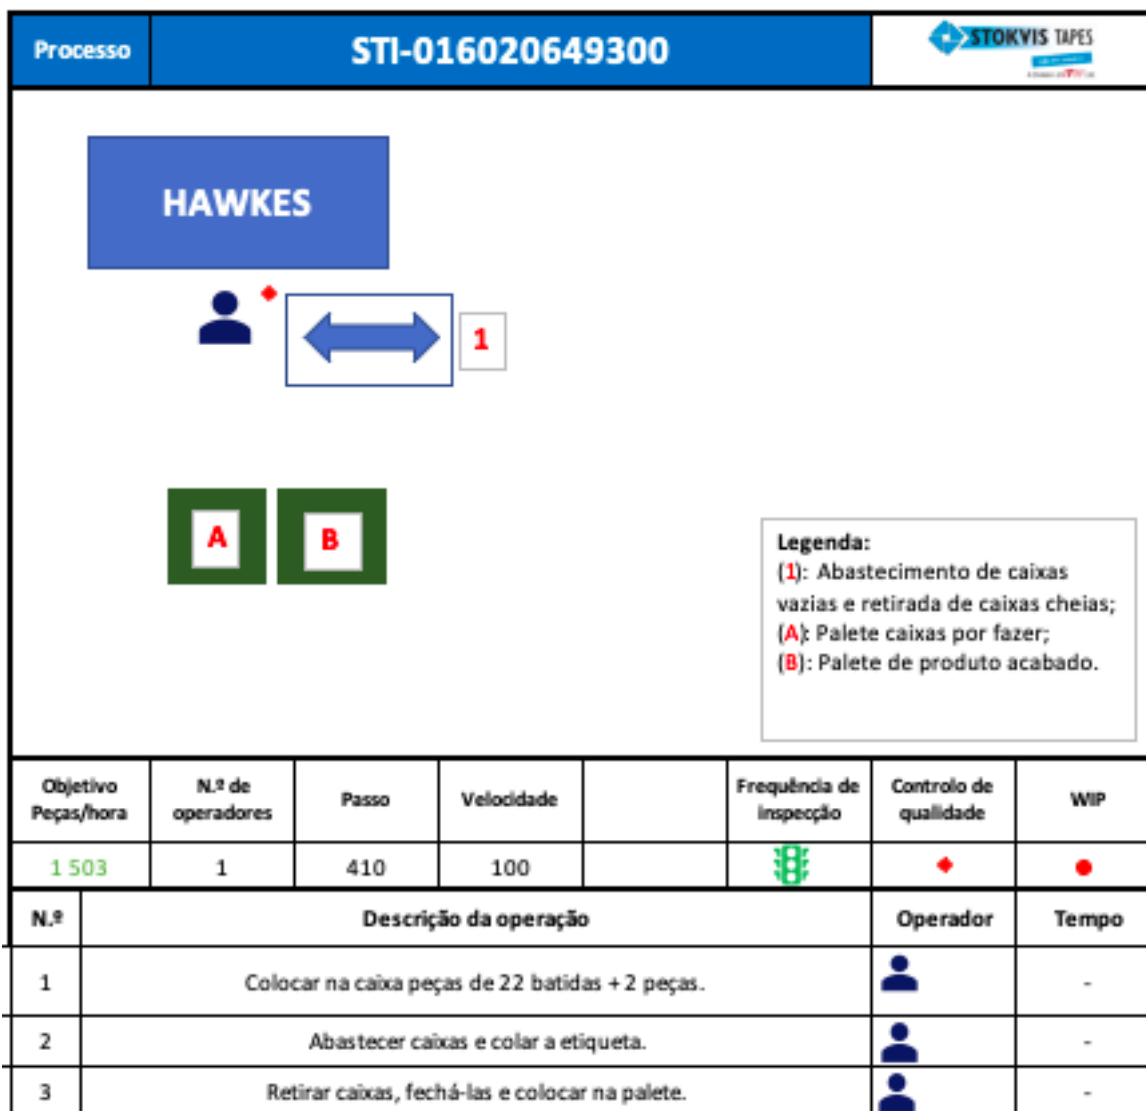 Processo
STI-016020649300
STOKVIS TAPES
HAWKES
1
A
B
Legenda:
(1): Abastecimento de caixas
vazias e retirada de caixas cheias;
(A): Palete caixas por fazer;
(B): Palete de produto acabado.
Objetivo
Peças/hora
N.º de
operadores
Passo
Velocidade
Frequência de
inspecção
Controlo de
qualidade
WIP
1 503
1
410
100
N.º
Descrição da operação
Operador
Tempo
1
Colocar na caixa peças de 22 batidas + 2 peças.
-
2
Abastecer caixas e colar a etiqueta.
-
3
Retirar caixas, fechá-las e colocar na palete.
-